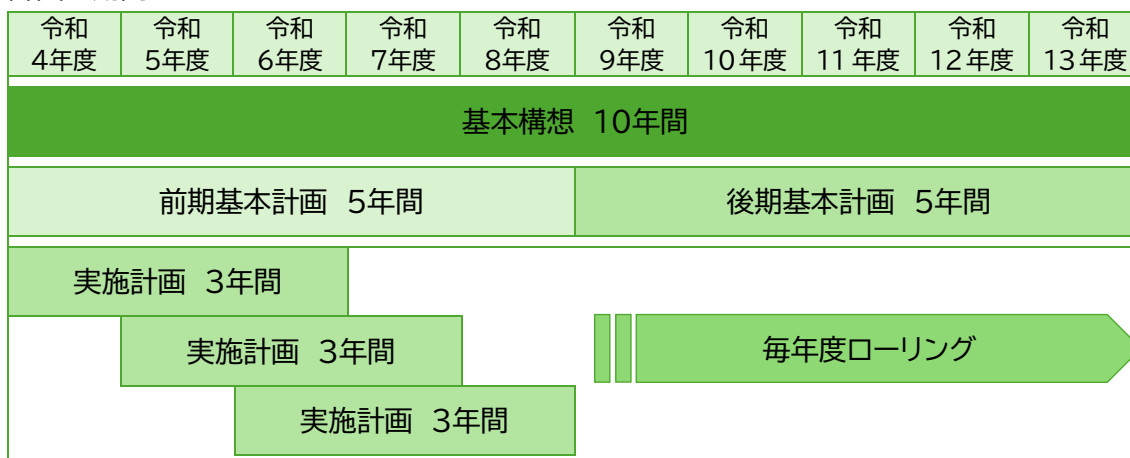 令和 令和 令和 令和 令和 令和 令和 令和 令和 令和
4年度 5年度 6年度 7年度 8年度 9年度 10年度 11年度 12年度 13年度
基本構想 10年間
前期基本計画 5年間 後期基本計画 5年間
実施計画 3年間
実施計画 3年間 毎年度ローリング
実施計画 3年間